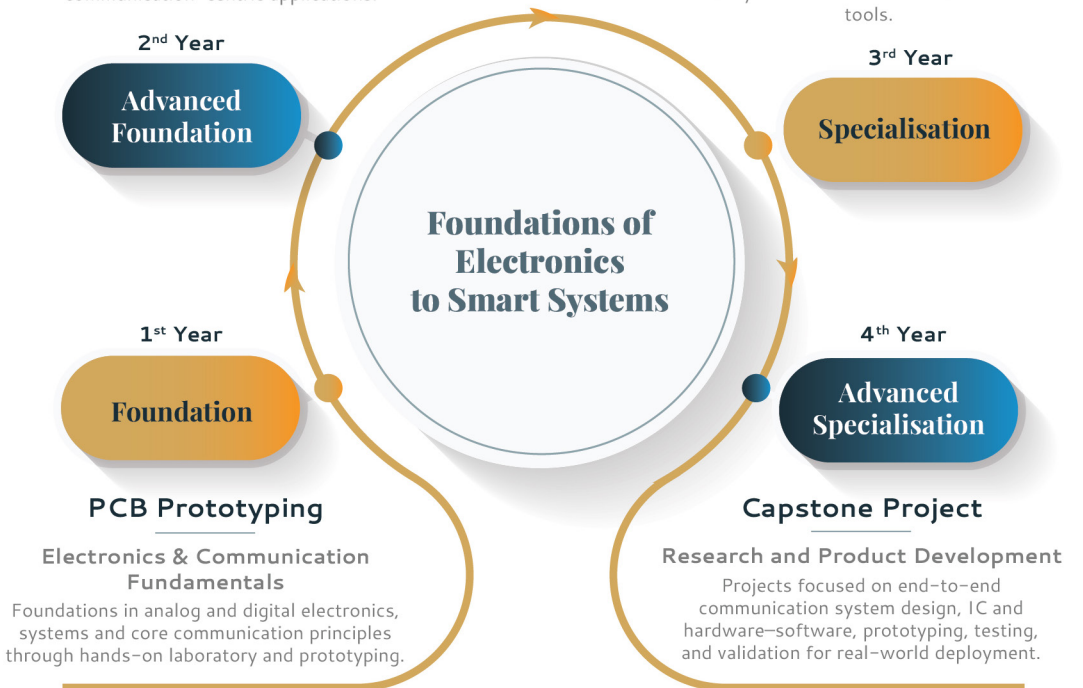 communication-centric applications.
tools.
2nd Year
Advanced
Foundation
3rd Year
Specialisation
Foundations of
Electronics
to Smart Systems
1st Year
Foundation
PCB Prototyping
Electronics & Communication
Fundamentals
Foundations in analog and digital electronics,
systems and core communication principles
through hands-on laboratory and prototyping.
4th Year
Advanced
Specialisation
Capstone Project
Research and Product Development
Projects focused on end-to-end
communication system design, IC and
hardware–software, prototyping, testing,
and validation for real-world deployment.